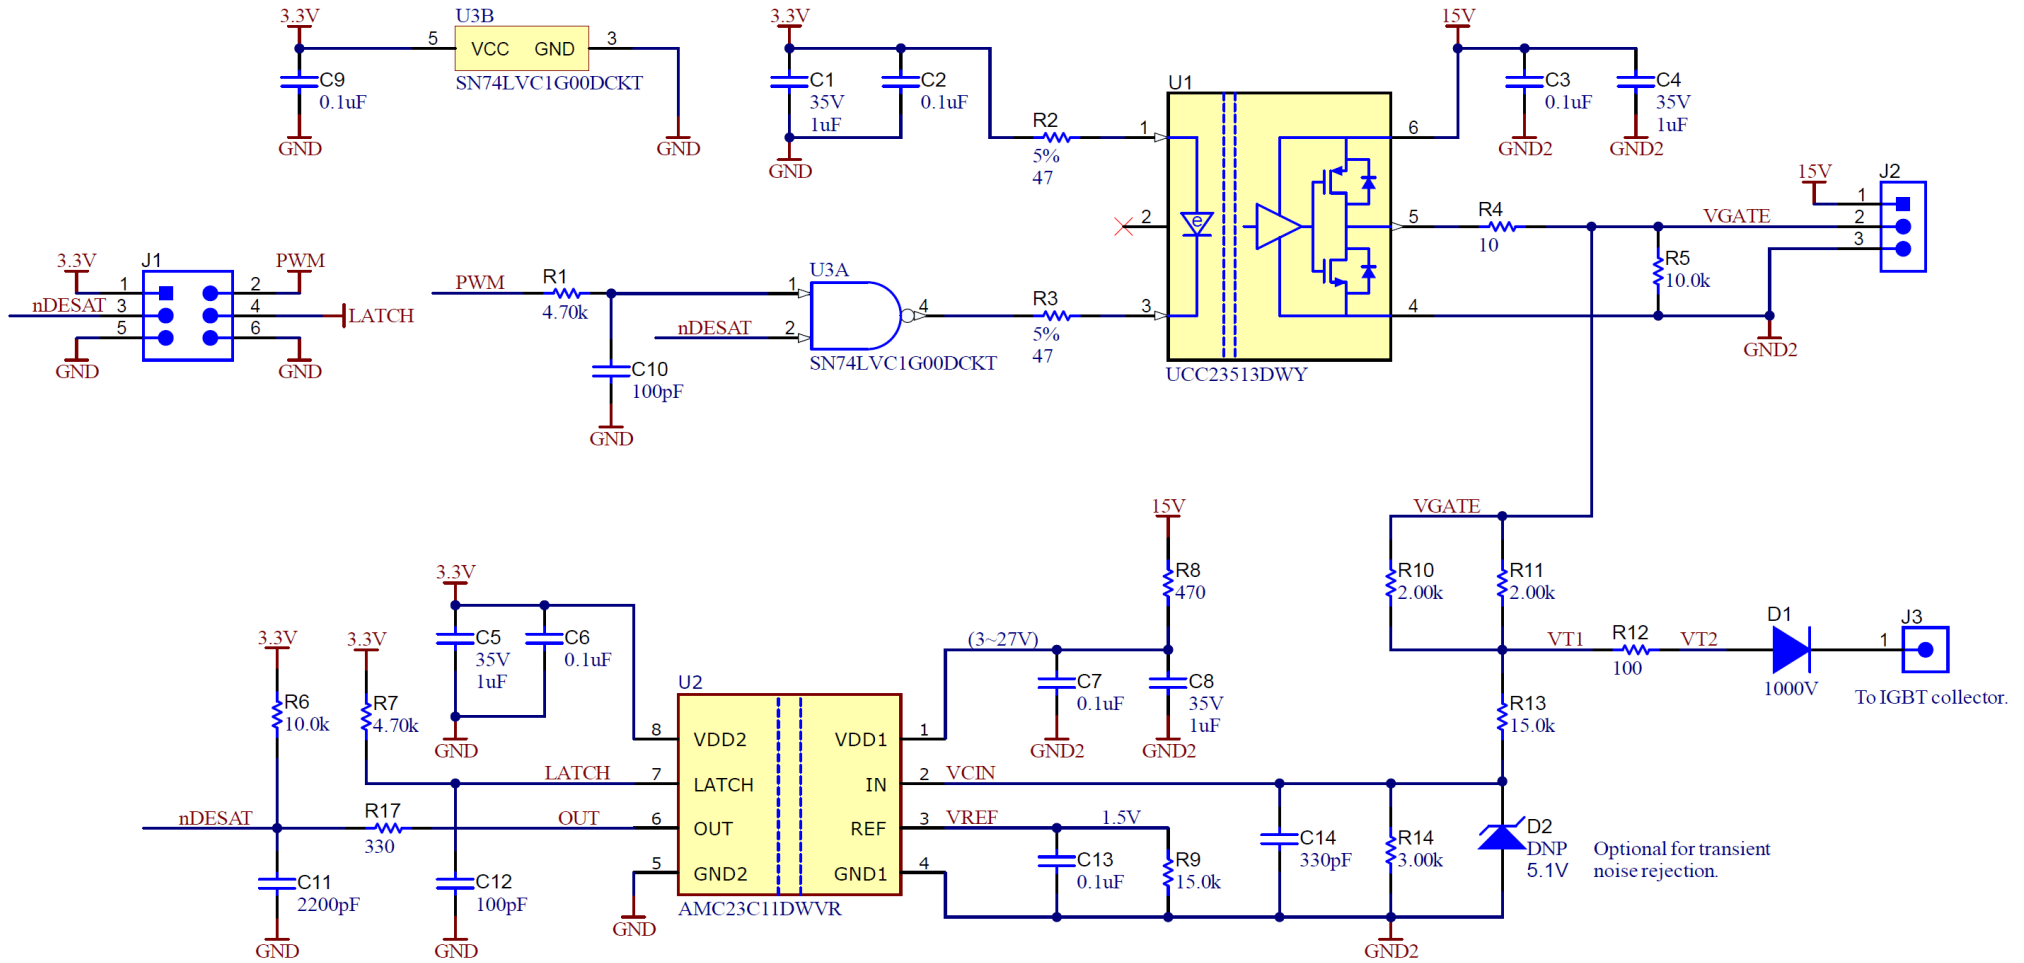 3.3V
U3B
5
VCC
GND
3
SN74LVC1G00DCKT
C9
0.1uF
GND
GND
3.3V
C1
35V
1uF
C2
0.1uF
GND
R2
5%
47
U1
1
2
3
6
5
4
e
UCC23513DWY
15V
C3
0.1uF
GND2
C4
35V
1uF
GND2
R4
10
VGATE
R5
10.0k
15V
J2
1
2
3
GND2
3.3V
J1
PWM
1
2
nDESAT
3
4
LATCH
5
6
GND
GND
PWM
R1
4.70k
U3A
1
nDESAT
2
4
SN74LVC1G00DCKT
C10
100pF
GND
R3
5%
47
VGATE
R10
2.00k
R11
2.00k
VT1
R12
100
VT2
D1
1000V
1
J3
To IGBT collector.
R13
15.0k
15V
R8
470
(3~27V)
C7
0.1uF
GND2
C8
35V
1uF
GND2
3.3V
C5
35V
1uF
C6
0.1uF
GND
3.3V
R6
10.0k
3.3V
R7
4.70k
U2
8
VDD2
VDD1
1
LATCH
7
LATCH
IN
2
VCIN
nDESAT
R17
330
OUT
6
OUT
REF
3
VREF
1.5V
5
GND2
GND1
4
AMC23C11DWVR
GND
C11
2200pF
GND
C12
100pF
GND
C13
0.1uF
R9
15.0k
C14
330pF
R14
3.00k
D2
DNP
5.1V
Optional for transient
noise rejection.
GND2